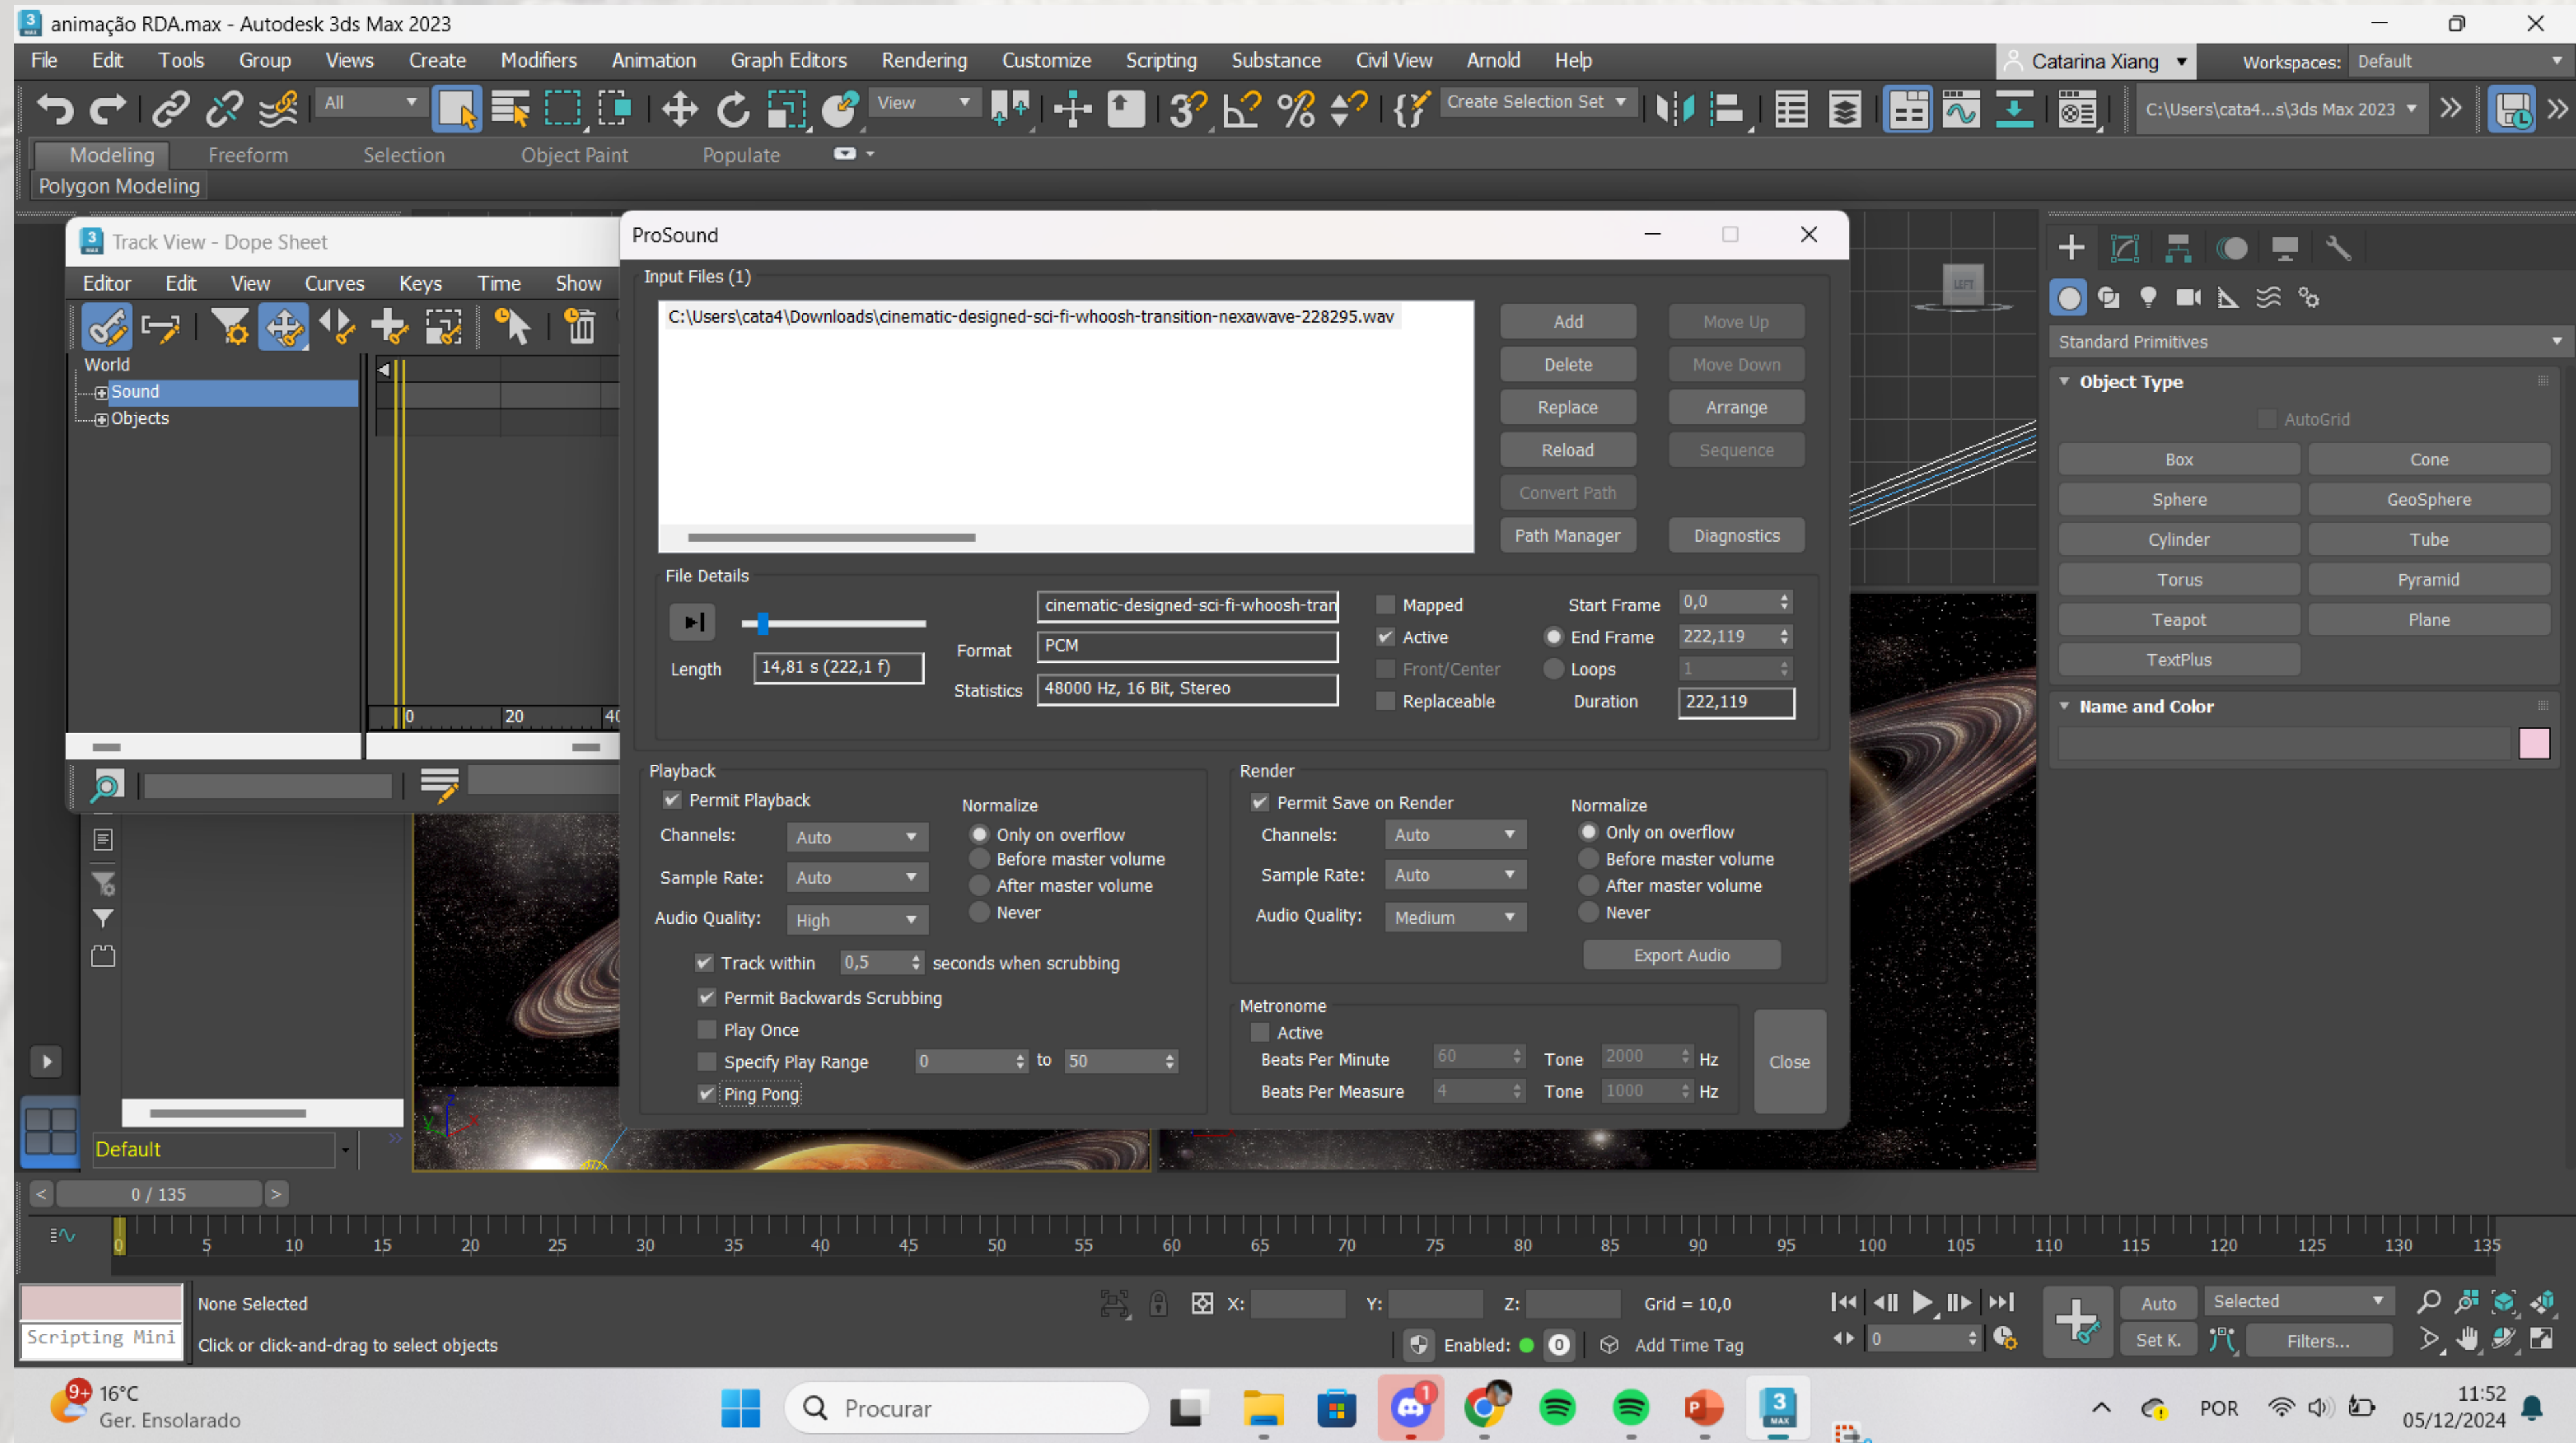 animação RDA.max - Autodesk 3ds Max 2023
File Edit Tools Group Views Create Modifiers Animation Graph Editors Rendering Customize Scripting Substance Civil View Arnold Help Catarina Xiang Workspaces: Default
All View Create Selection Set C:\Users\cata4...s\3ds Max 2023
Modeling Freeform Selection Object Paint Populate
Polygon Modeling
Track View - Dope Sheet
Editor Edit View Curves Keys Time Show
World
Sound
Objects
0 20 40
ProSound
Input Files (1)
C:\Users\cata4\Downloads\cinematic-designed-sci-fi-whoosh-transition-nexawave-228295.wav
Add Move Up
Delete Move Down
Replace Arrange
Reload Sequence
Convert Path
Path Manager Diagnostics
File Details
cinematic-designed-sci-fi-whoosh-tran Mapped Start Frame 0,0
Format PCM Active End Frame 222,119
Length 14,81 s (222,1 f) Front/Center Loops 1
Statistics 48000 Hz, 16 Bit, Stereo Replaceable Duration 222,119
Playback
Permit Playback Normalize
Channels: Auto Only on overflow
Before master volume
Sample Rate: Auto After master volume
Audio Quality: High Never
Track within 0,5 seconds when scrubbing
Permit Backwards Scrubbing
Play Once
Specify Play Range 0 to 50
Ping Pong
Render
Permit Save on Render Normalize
Channels: Auto Only on overflow
Before master volume
Sample Rate: Auto After master volume
Audio Quality: Medium Never
Export Audio
Metronome
Active
Beats Per Minute 60 Tone 2000 Hz
Beats Per Measure 4 Tone 1000 Hz
Close
LEFT
Standard Primitives
Object Type
AutoGrid
Box Cone
Sphere GeoSphere
Cylinder Tube
Torus Pyramid
Teapot Plane
TextPlus
Name and Color
Default
z
y x
< 0 / 135 >
0 5 10 15 20 25 30 35 40 45 50 55 60 65 70 75 80 85 90 95 100 105 110 115 120 125 130 135
None Selected X: Y: Z: Grid = 10,0 Auto Selected
Scripting Mini Click or click-and-drag to select objects Enabled: 0 Add Time Tag 0 Set K. Filters...
9+ 16°C
Ger. Ensolarado
Procurar
1
P
3
MAX
POR
11:52
05/12/2024